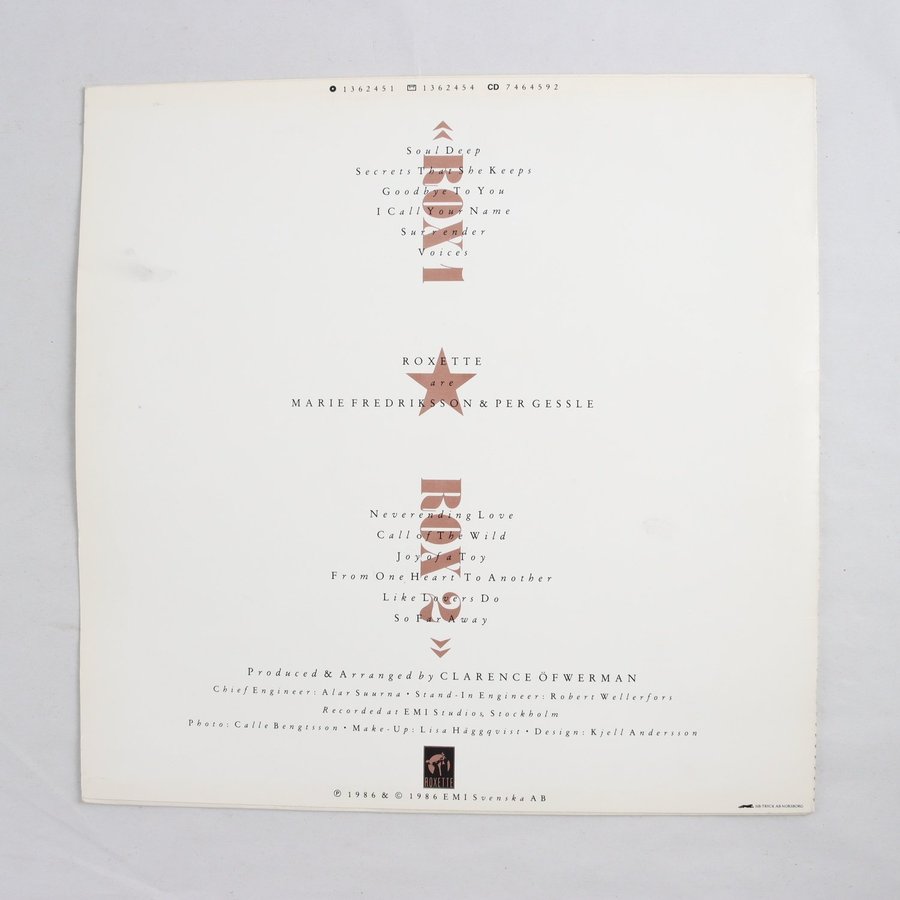 1362451 1362454 CD 7464592
ROX 1
Soul Deep
Secrets That She Keeps
Goodbye To You
I Call Your Name
Surrender
Voices
ROXETTE
are
MARIE FREDRIKSSON & PER GESSLE
ROX 2
Neverending Love
Call of The Wild
Joy of a Toy
From One Heart To Another
Like Lovers Do
So Far Away
Produced & Arranged by CLARENCE ÖFWERMAN
Chief Engineer: Alar Suurna • Stand-In Engineer: Robert Wellerfors
Recorded at EMI Studios, Stockholm
Photo: Calle Bengtsson • Make-Up: Lisa Häggqvist • Design: Kjell Andersson
ROXETTE
℗ 1986 & © 1986 EMI Svenska AB